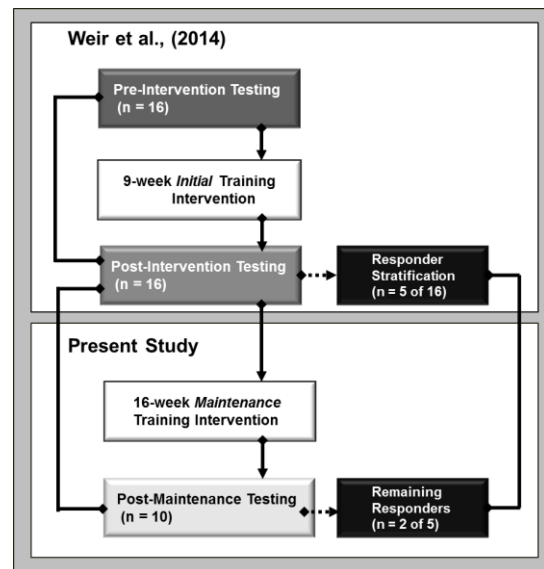 Weir et al., (2014)
Pre-Intervention Testing
(n = 16)
9-week Initial Training
Intervention
Post-Intervention Testing
(n = 16)
Responder
Stratification
(n = 5 of 16)
Present Study
16-week Maintenance
Training Intervention
Post-Maintenance Testing
(n = 10)
Remaining
Responders
(n = 2 of 5)